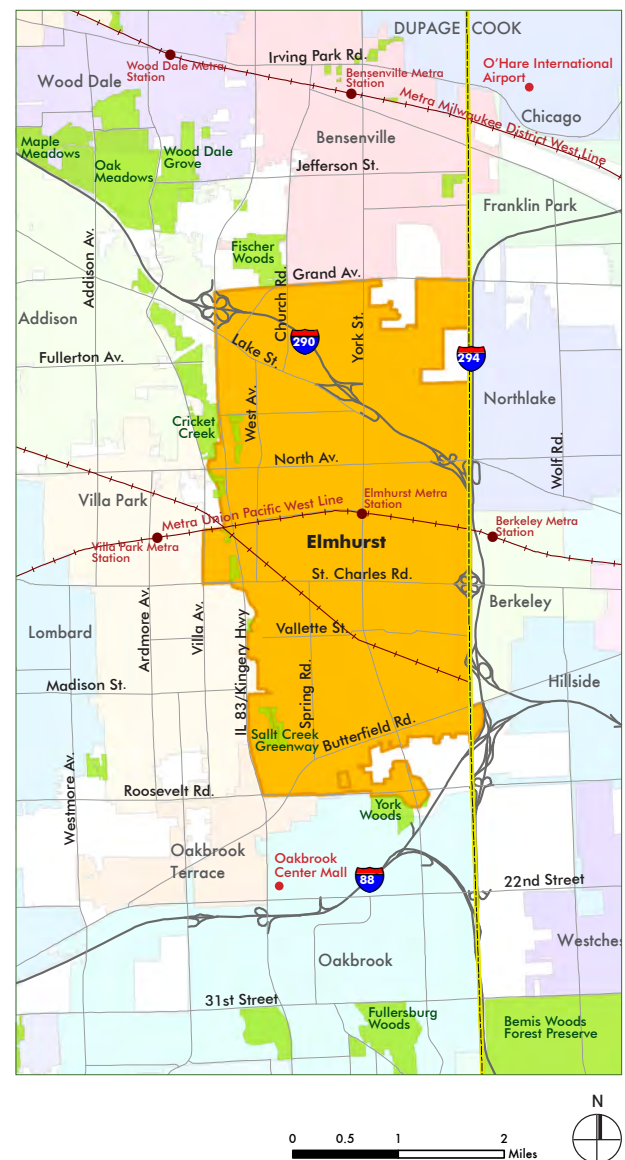 DUPAGE
COOK
Irving Park Rd.
O'Hare International
Airport
Wood Dale Metra
Station
Bensenville Metra
Station
Wood Dale
Metra Milwaukee District West Line
Chicago
Maple
Meadows
Oak
Meadows
Wood Dale
Grove
Bensenville
Jefferson St.
Franklin Park
Fischer
Woods
Addison Av.
Church Rd.
Grand Av.
Addison
Lake St.
290
York St.
294
Fullerton Av.
Northlake
West Av.
Cricket
Creek
Wolf Rd.
North Av.
Villa Park
Metra Union Pacific West Line
Elmhurst Metra
Station
Berkeley Metra
Station
Villa Park Metra
Station
Elmhurst
St. Charles Rd.
Ardmore Av.
Villa Av.
Berkeley
Lombard
IL 83/Kingery Hwy
Vallette St.
Madison St.
Spring Rd.
Hillside
Sallt Creek
Greenway
Butterfield Rd.
Westmore Av.
Roosevelt Rd.
York
Woods
Oakbrook
Terrace
Oakbrook
Center Mall
88
22nd Street
Oakbrook
Westches
31st Street
Fullersburg
Woods
Bemis Woods
Forest Preserve
N
0 0.5 1 2
Miles